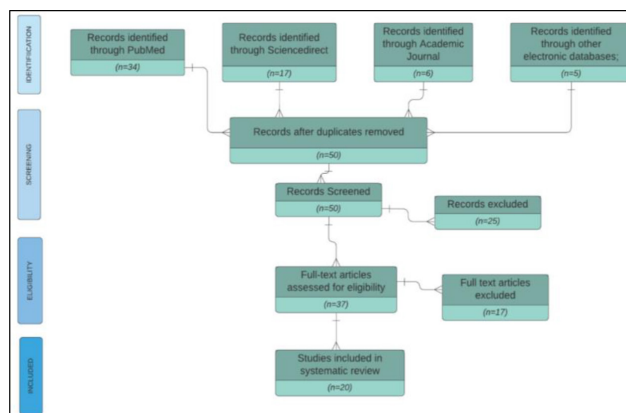 IDENTIFICATION
Records identified
through PubMed
(n=34)
Records identified
through Sciencedirect
(n=17)
Records identified
through Academic
Journal
(n=6)
Records identified
through other
electronic databases;
(n=5)
SCREENING
Records after duplicates removed
(n=50)
Records Screened
(n=50)
Records excluded
(n=25)
ELIGIBILITY
Full-text articles
assessed for eligibility
(n=37)
Full text articles
excluded
(n=17)
INCLUDED
Studies included in
systematic review
(n=20)